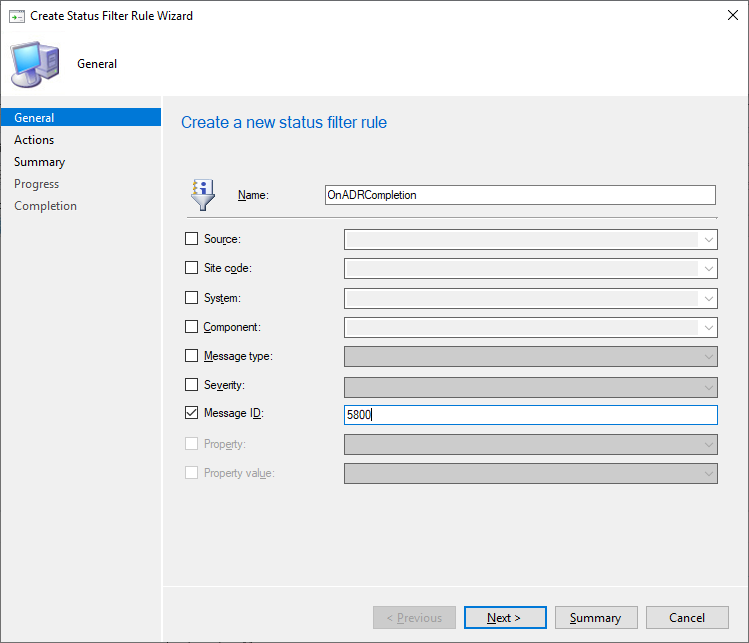 Create Status Filter Rule Wizard
General
General
Actions
Summary
Progress
Completion
Create a new status filter rule
Name: OnADRCompletion
Source:
Site code:
System:
Component:
Message type:
Severity:
Message ID: 5800
Property:
Property value:
< Previous Next > Summary Cancel